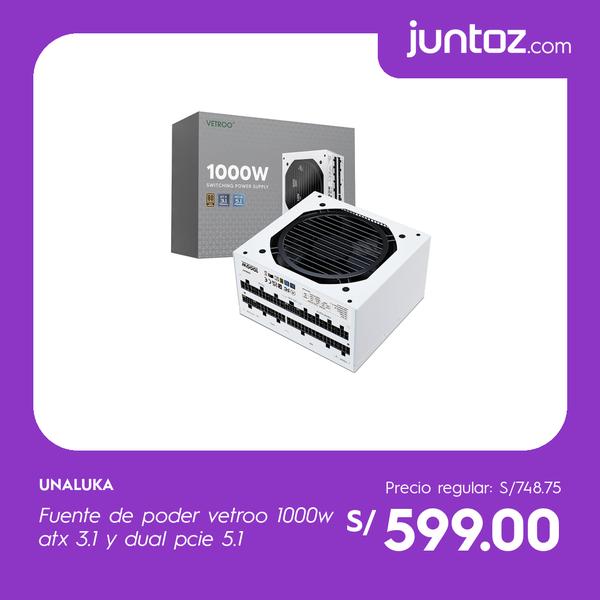 juntoz.com
VETROO
1000W
SWITCHING POWER SUPPLY
1000W
UNALUKA
Fuente de poder vetroo 1000w
atx 3.1 y dual pcie 5.1
Precio regular: S/748.75
S/599.00